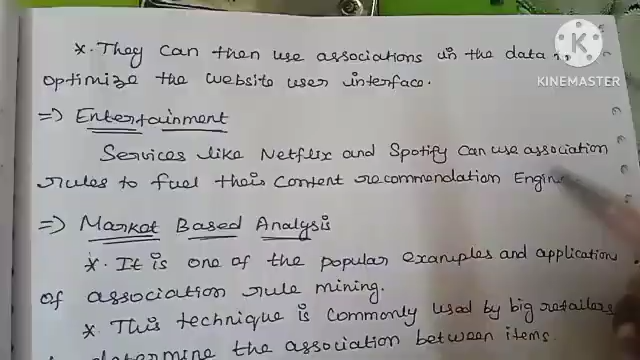 *. They can then use associations in the data
KINEMASTER
optimize the website user interface.
=> Entertainment
Services like Netflix and Spotify can use association
rules to fuel their content recommendation Engin
=> Market Based Analysis
*. It is one of the popular examples and application
of association rule mining.
*. This technique is commonly used by big retailers
determine the association between items.